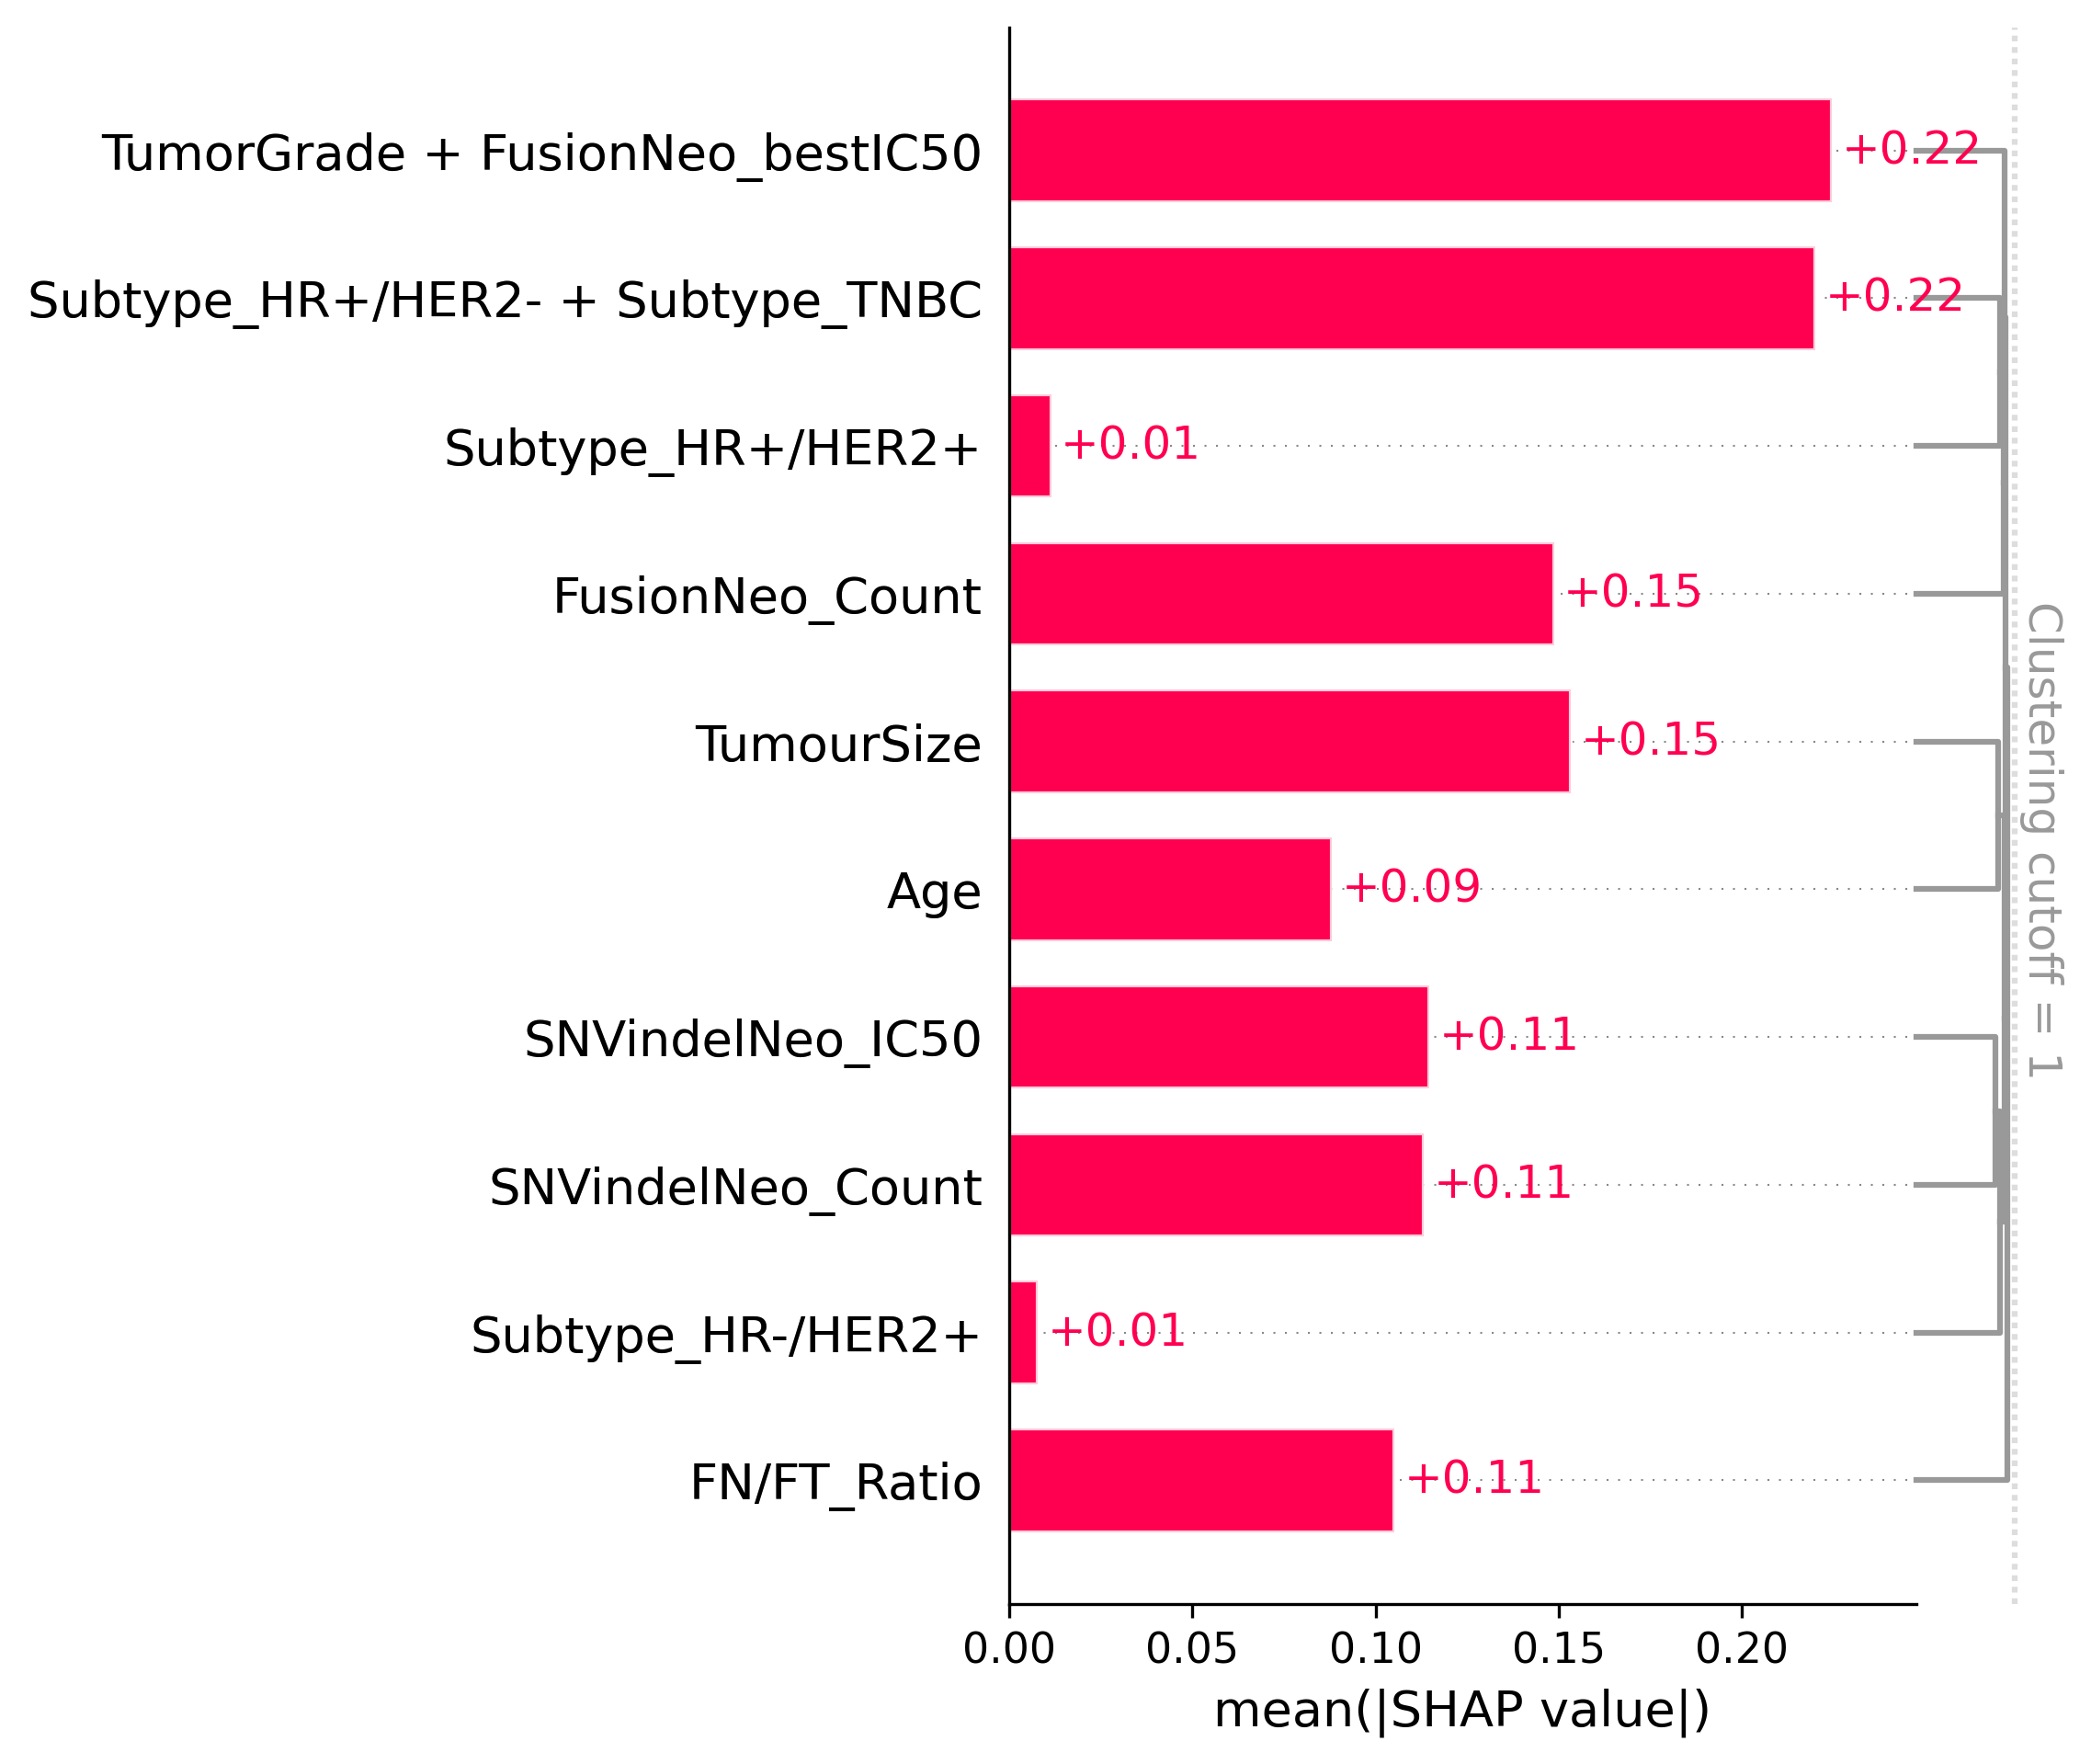 TumorGrade + FusionNeo_bestIC50
+0.22
Subtype_HR+/HER2- + Subtype_TNBC
+0.22
Subtype_HR+/HER2+
+0.01
FusionNeo_Count
+0.15
TumourSize
+0.15
Age
+0.09
SNVindelNeo_IC50
+0.11
SNVindelNeo_Count
+0.11
Subtype_HR-/HER2+
+0.01
FN/FT_Ratio
+0.11
Clustering cutoff = 1
0.00 0.05 0.10 0.15 0.20
mean(|SHAP value|)